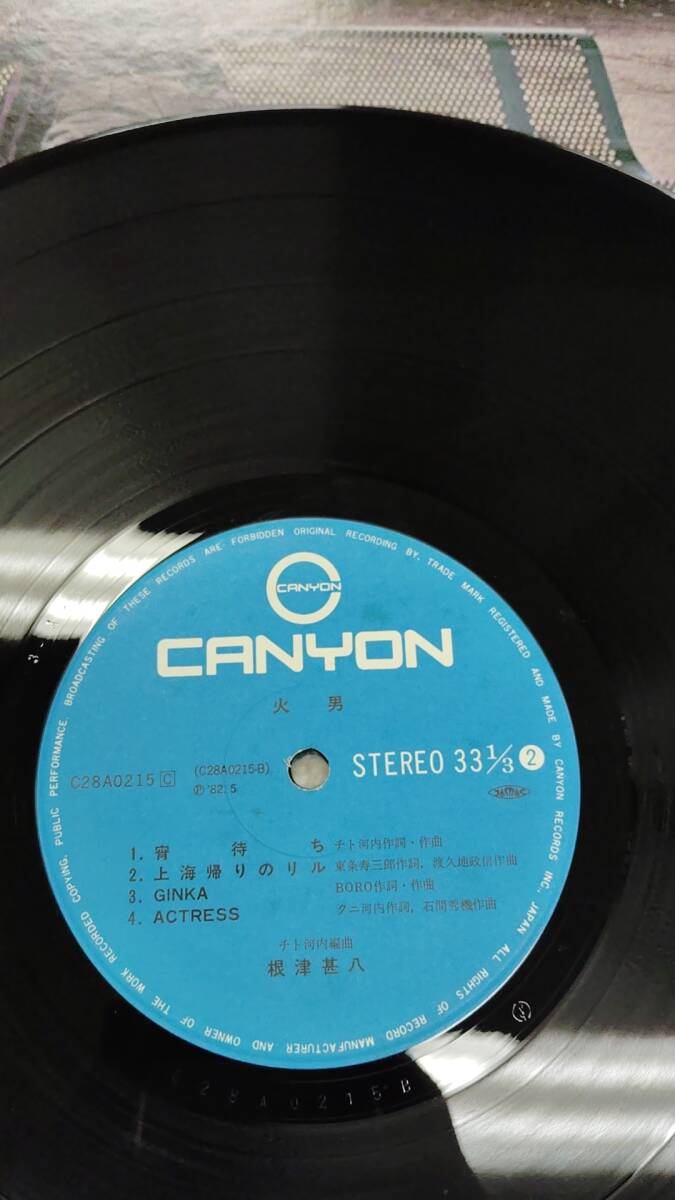 CANYON
CANYON
火男
C28A0215 C
(C28A0215-B)
Ⓟ '82.5
STEREO 33 1/3 2
JASRAC
1. 宵待ち チト河内作詞・作曲
2. 上海帰りのリル 東条寿三郎作詞, 渡久地政信作曲
3. GINKA BORO作詞・作曲
4. ACTRESS クニ河内作詞, 石間秀機作曲
チト河内編曲
根津甚八
MANUFACTURER AND OWNER OF THE WORK RECORDED COPYING, PUBLIC PERFORMANCE, BROADCASTING OF THESE RECORDS ARE FORBIDDEN ORIGINAL RECORDING BY, TRADE MARK REGISTERED AND MADE BY CANYON RECORDS INC., JAPAN ALL RIGHTS OF RECORD
C28A0215B